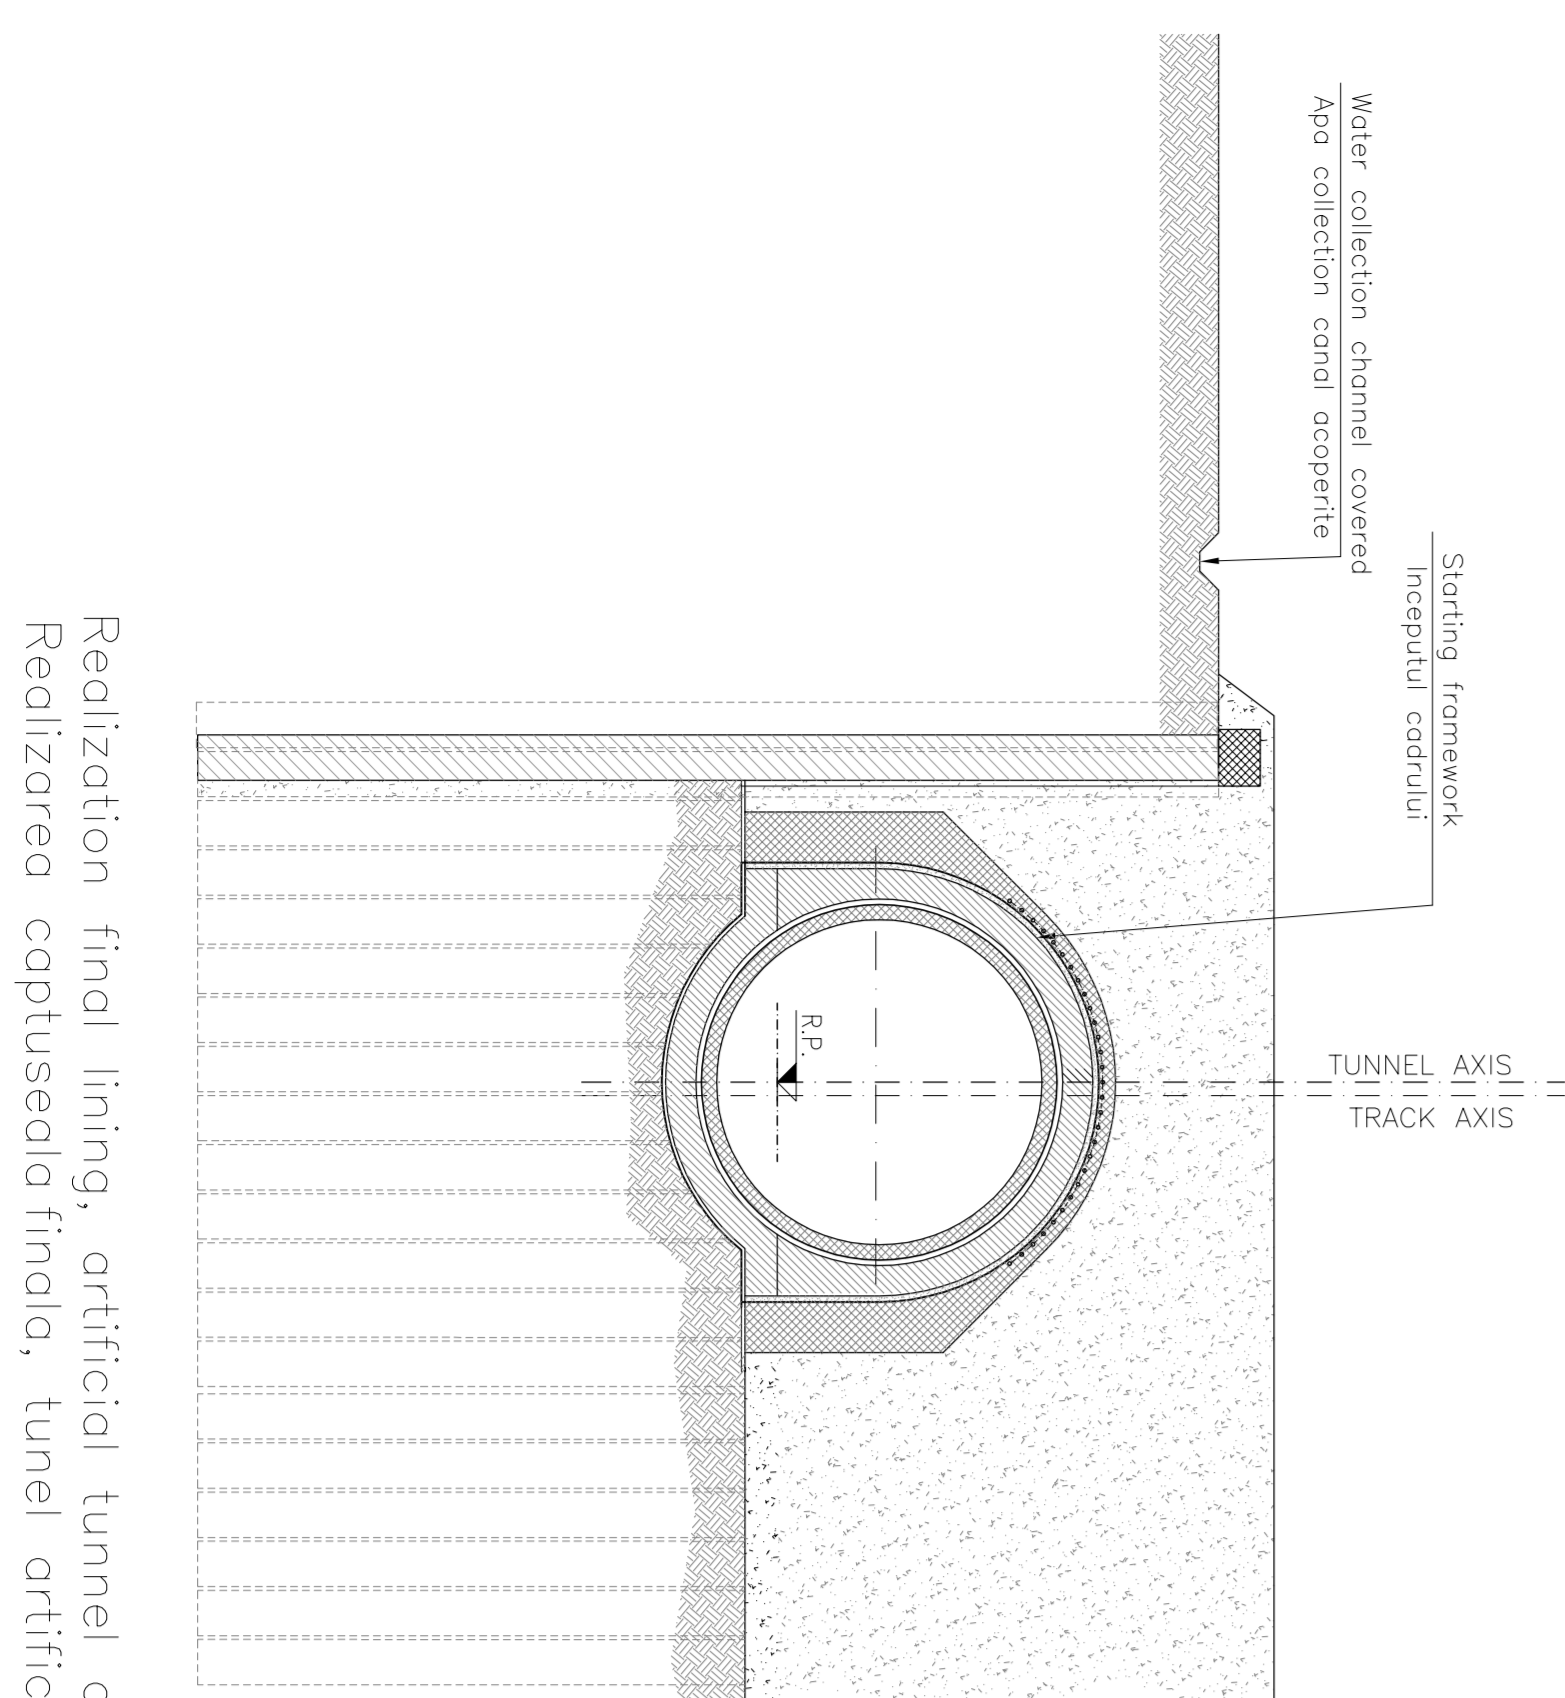 Water collection channel covered
Apa collection canal acoperite
Starting framework
Inceputul cadrului
TUNNEL AXIS
TRACK AXIS
R.P.
Realization final lining, artificial tunnel
Realizarea captuseala finala, tunel artific